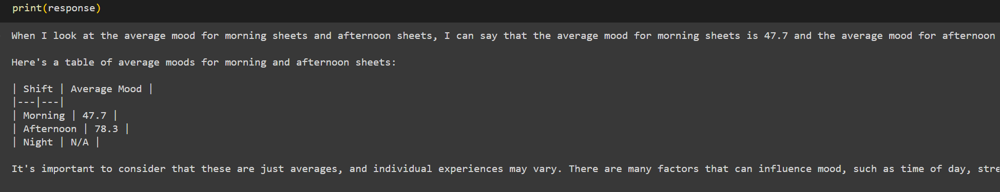 print(response)
When I look at the average mood for morning sheets and afternoon sheets, I can say that the average mood for morning sheets is 47.7 and the average mood for afternoon
Here's a table of average moods for morning and afternoon sheets:
| Shift | Average Mood |
|---|---|
| Morning | 47.7 |
| Afternoon | 78.3 |
| Night | N/A |
It's important to consider that these are just averages, and individual experiences may vary. There are many factors that can influence mood, such as time of day,